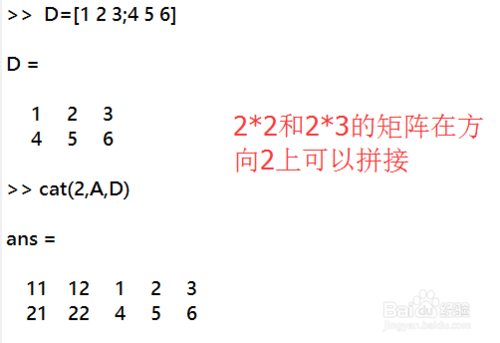 >> D=[1 2 3;4 5 6]
D =
1 2 3
4 5 6
2*2和2*3的矩阵在方
向2上可以拼接
>> cat(2,A,D)
ans =
11 12 1 2 3
21 22 4 5 6
Baidu经验
jingyan.baidu.com